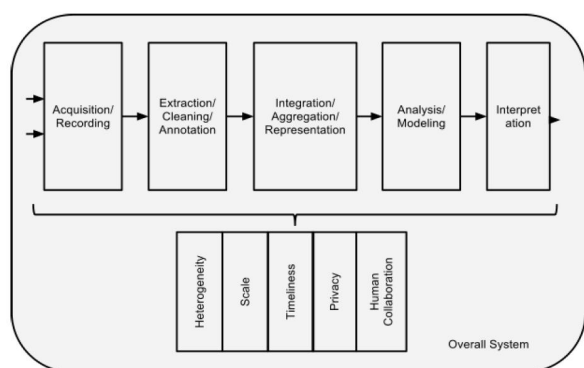 Acquisition/
Recording
Extraction/
Cleaning/
Annotation
Integration/
Aggregation/
Representation
Analysis/
Modeling
Interpret
ation
Heterogeneity
Scale
Timeliness
Privacy
Human
Collaboration
Overall System